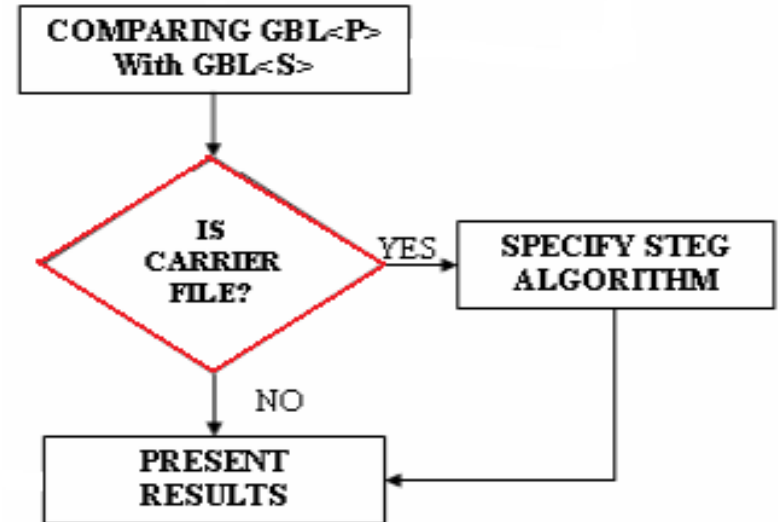 COMPARING GBL<P>
With GBL<S>
IS
CARRIER
FILE?
YES
SPECIFY STEG
ALGORITHM
NO
PRESENT
RESULTS